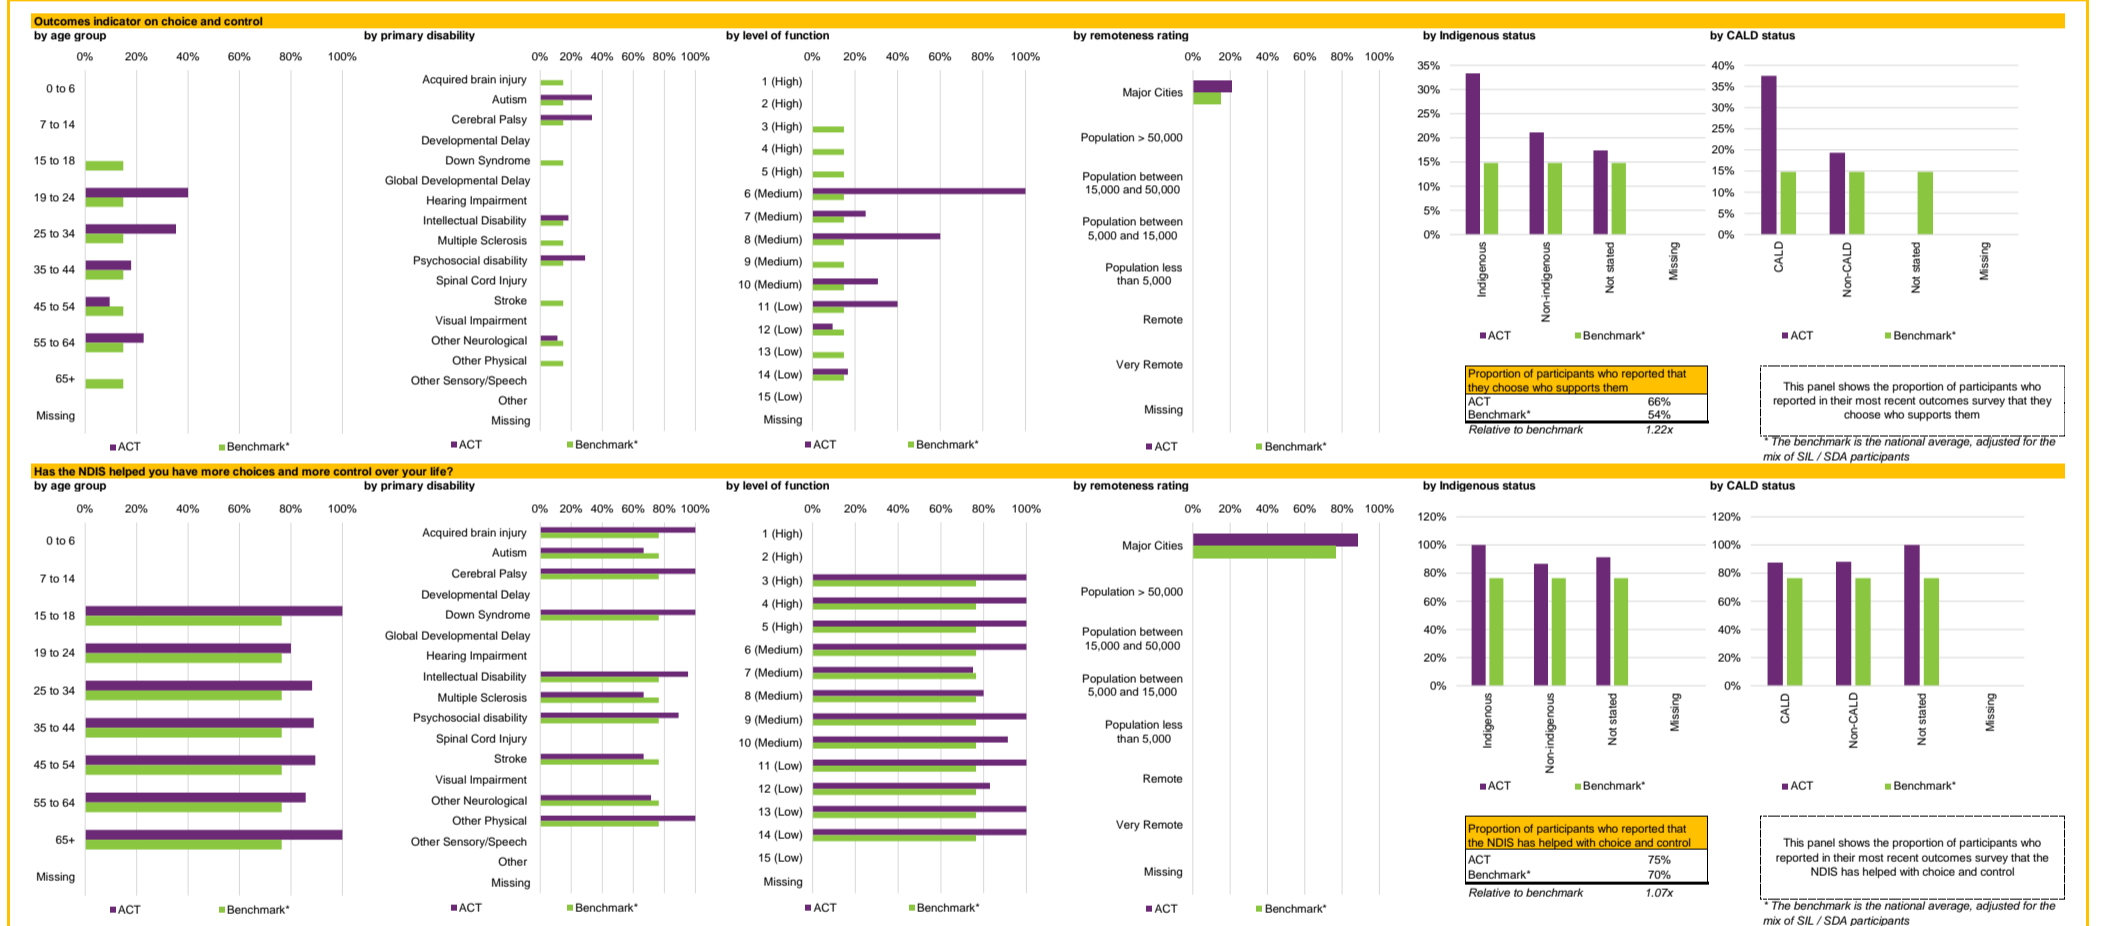 Outcomes indicator on choice and control
by age group
0% 20% 40% 60% 80% 100%
0 to 6
7 to 14
15 to 18
19 to 24
25 to 34
35 to 44
45 to 54
55 to 64
65+
Missing
ACT Benchmark*
by primary disability
0% 20% 40% 60% 80% 100%
Acquired brain injury
Autism
Cerebral Palsy
Developmental Delay
Down Syndrome
Global Developmental Delay
Hearing Impairment
Intellectual Disability
Multiple Sclerosis
Psychosocial disability
Spinal Cord Injury
Stroke
Visual Impairment
Other Neurological
Other Physical
Other Sensory/Speech
Other
Missing
ACT Benchmark*
by level of function
0% 20% 40% 60% 80% 100%
1 (High)
2 (High)
3 (High)
4 (High)
5 (High)
6 (Medium)
7 (Medium)
8 (Medium)
9 (Medium)
10 (Medium)
11 (Low)
12 (Low)
13 (Low)
14 (Low)
15 (Low)
Missing
ACT Benchmark*
by remoteness rating
0% 20% 40% 60% 80% 100%
Major Cities
Population > 50,000
Population between
15,000 and 50,000
Population between
5,000 and 15,000
Population less
than 5,000
Remote
Very Remote
Missing
ACT Benchmark*
by Indigenous status
35%
30%
25%
20%
15%
10%
5%
0%
Indigenous
Non-indigenous
Not stated
Missing
ACT Benchmark*
by CALD status
40%
35%
30%
25%
20%
15%
10%
5%
0%
CALD
Non-CALD
Not stated
Missing
ACT Benchmark*
Proportion of participants who reported that
they choose who supports them
ACT 66%
Benchmark* 54%
Relative to benchmark 1.22x
This panel shows the proportion of participants who
reported in their most recent outcomes survey that they
choose who supports them
* The benchmark is the national average, adjusted for the
mix of SIL / SDA participants
Has the NDIS helped you have more choices and more control over your life?
by age group
0% 20% 40% 60% 80% 100%
0 to 6
7 to 14
15 to 18
19 to 24
25 to 34
35 to 44
45 to 54
55 to 64
65+
Missing
ACT Benchmark*
by primary disability
0% 20% 40% 60% 80% 100%
Acquired brain injury
Autism
Cerebral Palsy
Developmental Delay
Down Syndrome
Global Developmental Delay
Hearing Impairment
Intellectual Disability
Multiple Sclerosis
Psychosocial disability
Spinal Cord Injury
Stroke
Visual Impairment
Other Neurological
Other Physical
Other Sensory/Speech
Other
Missing
ACT Benchmark*
by level of function
0% 20% 40% 60% 80% 100%
1 (High)
2 (High)
3 (High)
4 (High)
5 (High)
6 (Medium)
7 (Medium)
8 (Medium)
9 (Medium)
10 (Medium)
11 (Low)
12 (Low)
13 (Low)
14 (Low)
15 (Low)
Missing
ACT Benchmark*
by remoteness rating
0% 20% 40% 60% 80% 100%
Major Cities
Population > 50,000
Population between
15,000 and 50,000
Population between
5,000 and 15,000
Population less
than 5,000
Remote
Very Remote
Missing
ACT Benchmark*
by Indigenous status
120%
100%
80%
60%
40%
20%
0%
Indigenous
Non-indigenous
Not stated
Missing
ACT Benchmark*
by CALD status
120%
100%
80%
60%
40%
20%
0%
CALD
Non-CALD
Not stated
Missing
ACT Benchmark*
Proportion of participants who reported that
the NDIS has helped with choice and control
ACT 75%
Benchmark* 70%
Relative to benchmark 1.07x
This panel shows the proportion of participants who
reported in their most recent outcomes survey that the
NDIS has helped with choice and control
* The benchmark is the national average, adjusted for the
mix of SIL / SDA participants